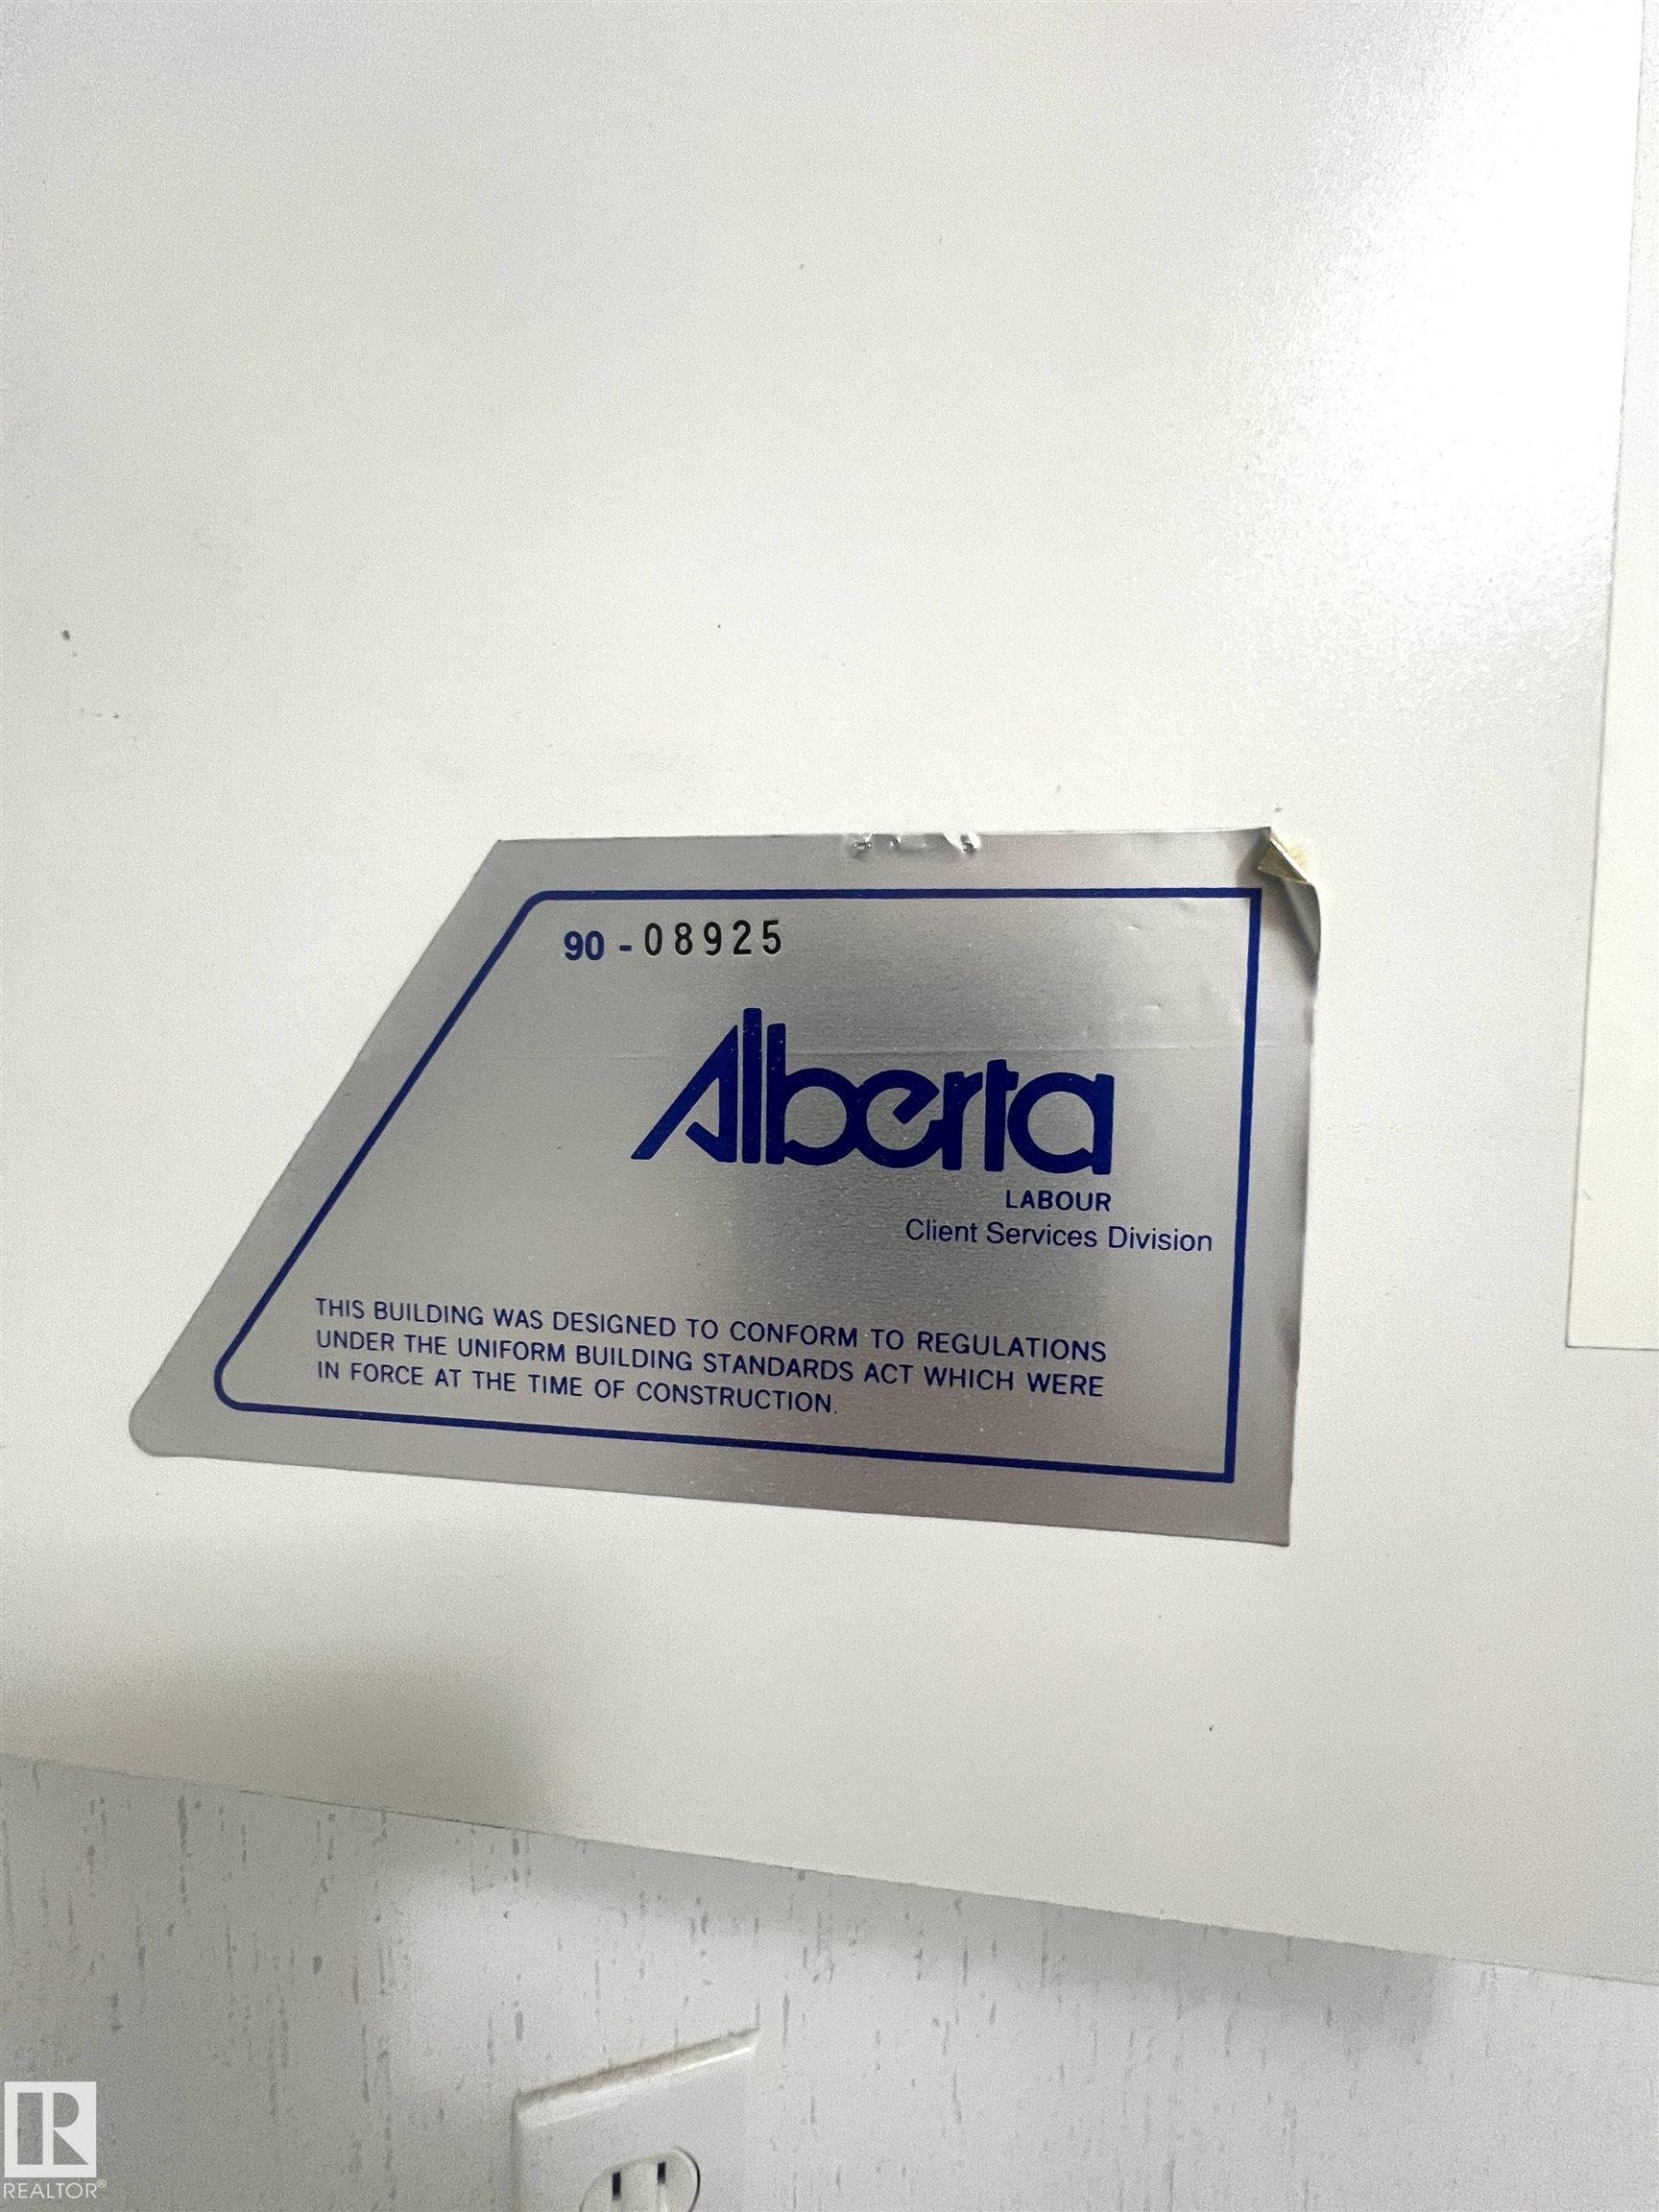 90 - 08925
Alberta
LABOUR
Client Services Division
THIS BUILDING WAS DESIGNED TO CONFORM TO REGULATIONS
UNDER THE UNIFORM BUILDING STANDARDS ACT WHICH WERE
IN FORCE AT THE TIME OF CONSTRUCTION.
R
REALTOR®